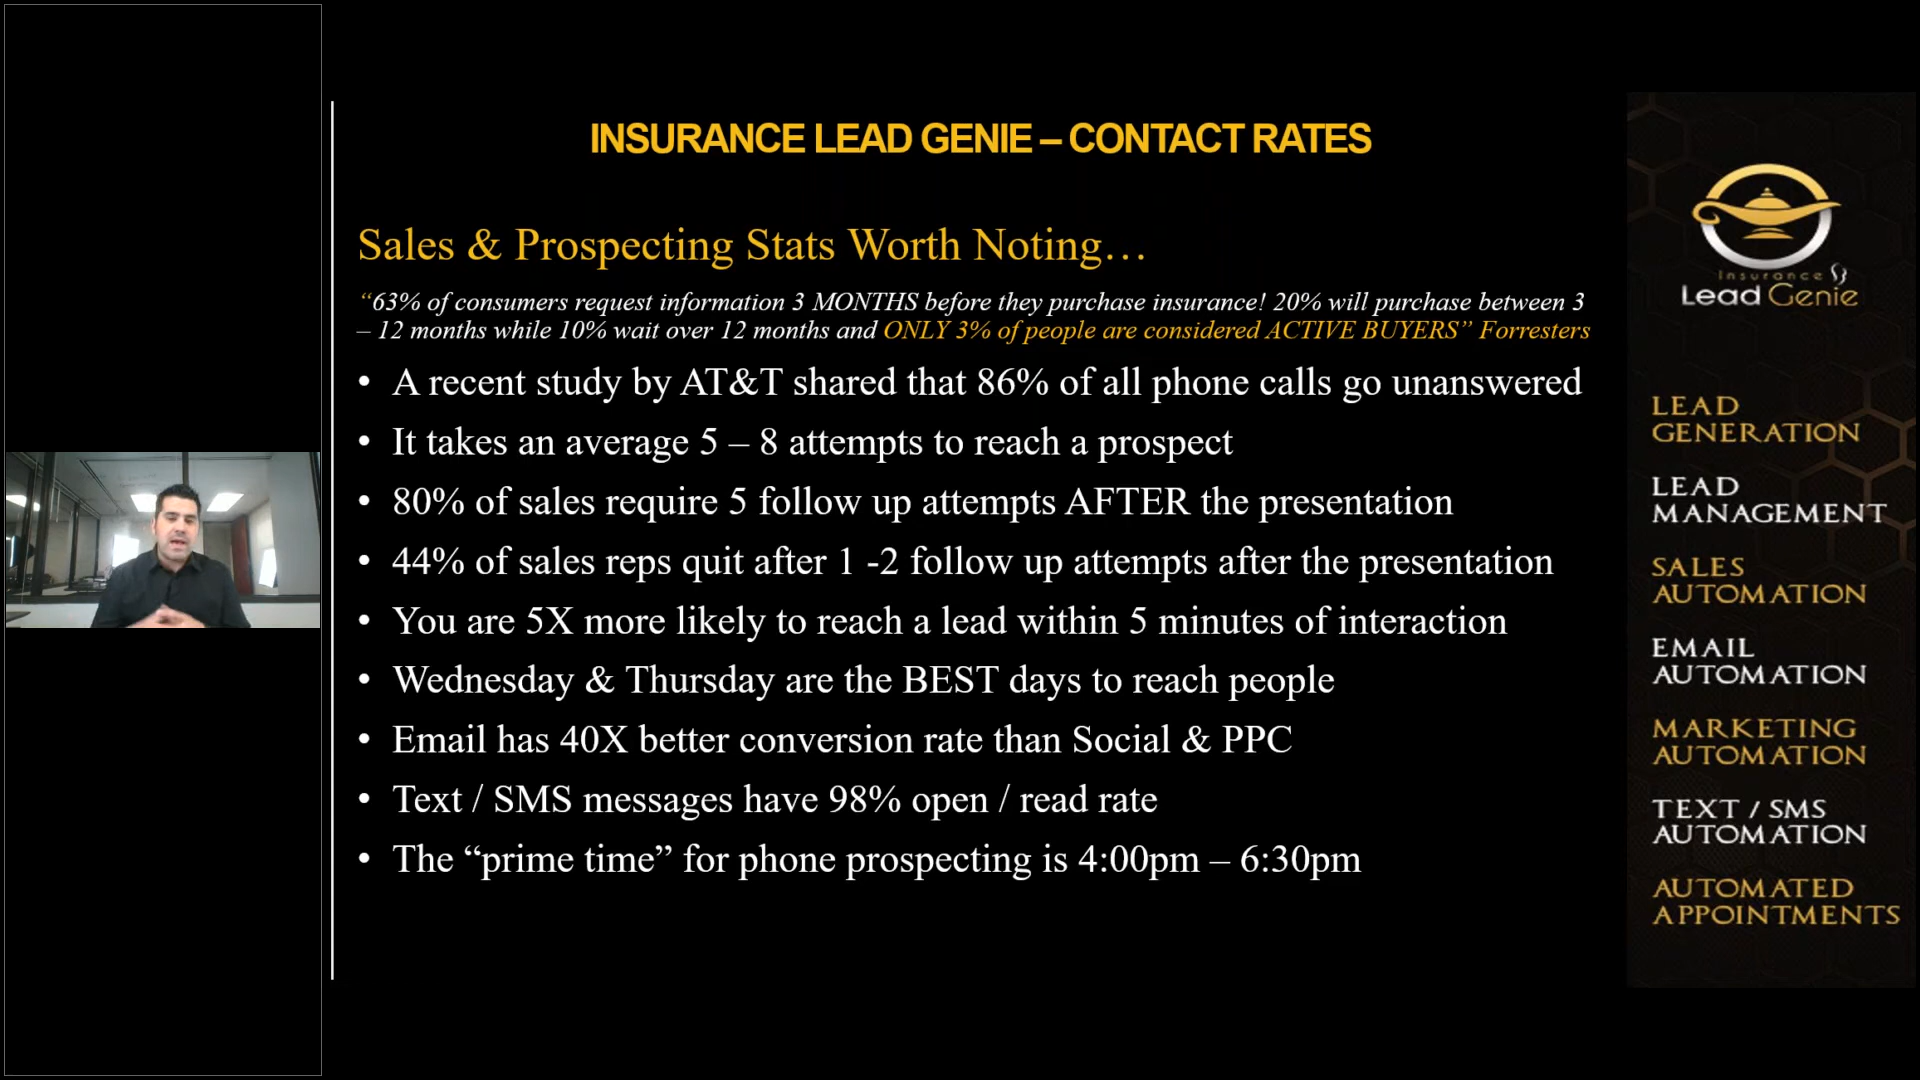 INSURANCE LEAD GENIE – CONTACT RATES
Sales & Prospecting Stats Worth Noting…
“63% of consumers request information 3 MONTHS before they purchase insurance! 20% will purchase between 3
– 12 months while 10% wait over 12 months and ONLY 3% of people are considered ACTIVE BUYERS” Forresters
• A recent study by AT&T shared that 86% of all phone calls go unanswered
• It takes an average 5 – 8 attempts to reach a prospect
• 80% of sales require 5 follow up attempts AFTER the presentation
• 44% of sales reps quit after 1 -2 follow up attempts after the presentation
• You are 5X more likely to reach a lead within 5 minutes of interaction
• Wednesday & Thursday are the BEST days to reach people
• Email has 40X better conversion rate than Social & PPC
• Text / SMS messages have 98% open / read rate
• The “prime time” for phone prospecting is 4:00pm – 6:30pm
Insurance
Lead Genie
LEAD
GENERATION
LEAD
MANAGEMENT
SALES
AUTOMATION
EMAIL
AUTOMATION
MARKETING
AUTOMATION
TEXT / SMS
AUTOMATION
AUTOMATED
APPOINTMENTS